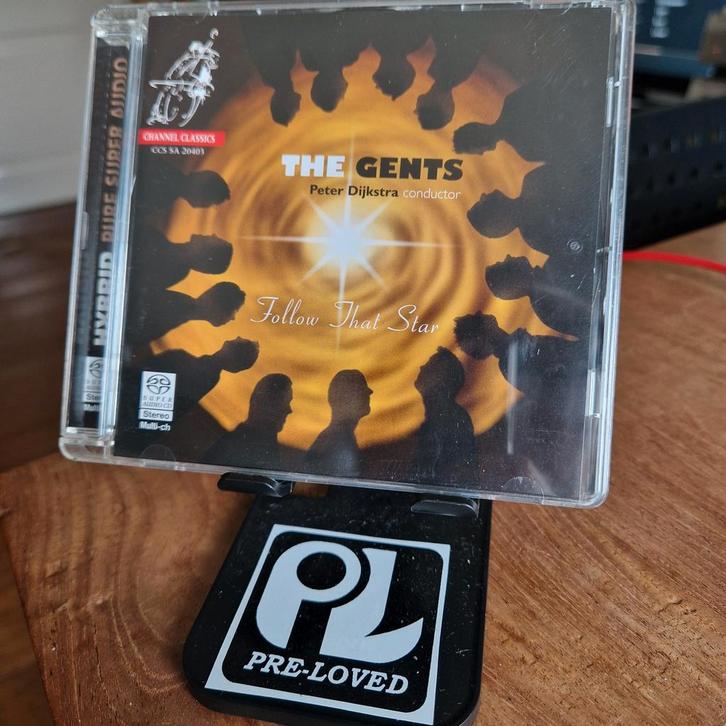 HYBRID PURE SUPER AUDIO
CHANNEL CLASSICS
CCS SA 20403
THE GENTS
Peter Dijkstra conductor
Follow That Star
SUPER
AUDIO CD
Stereo
Multi-ch
PL
PRE-LOVED